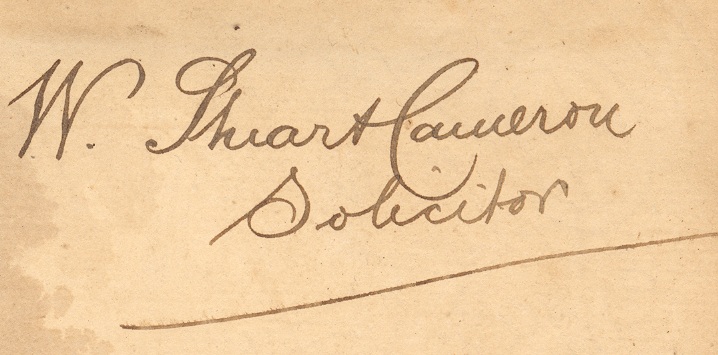 W. Stuart Cameron
Solicitor